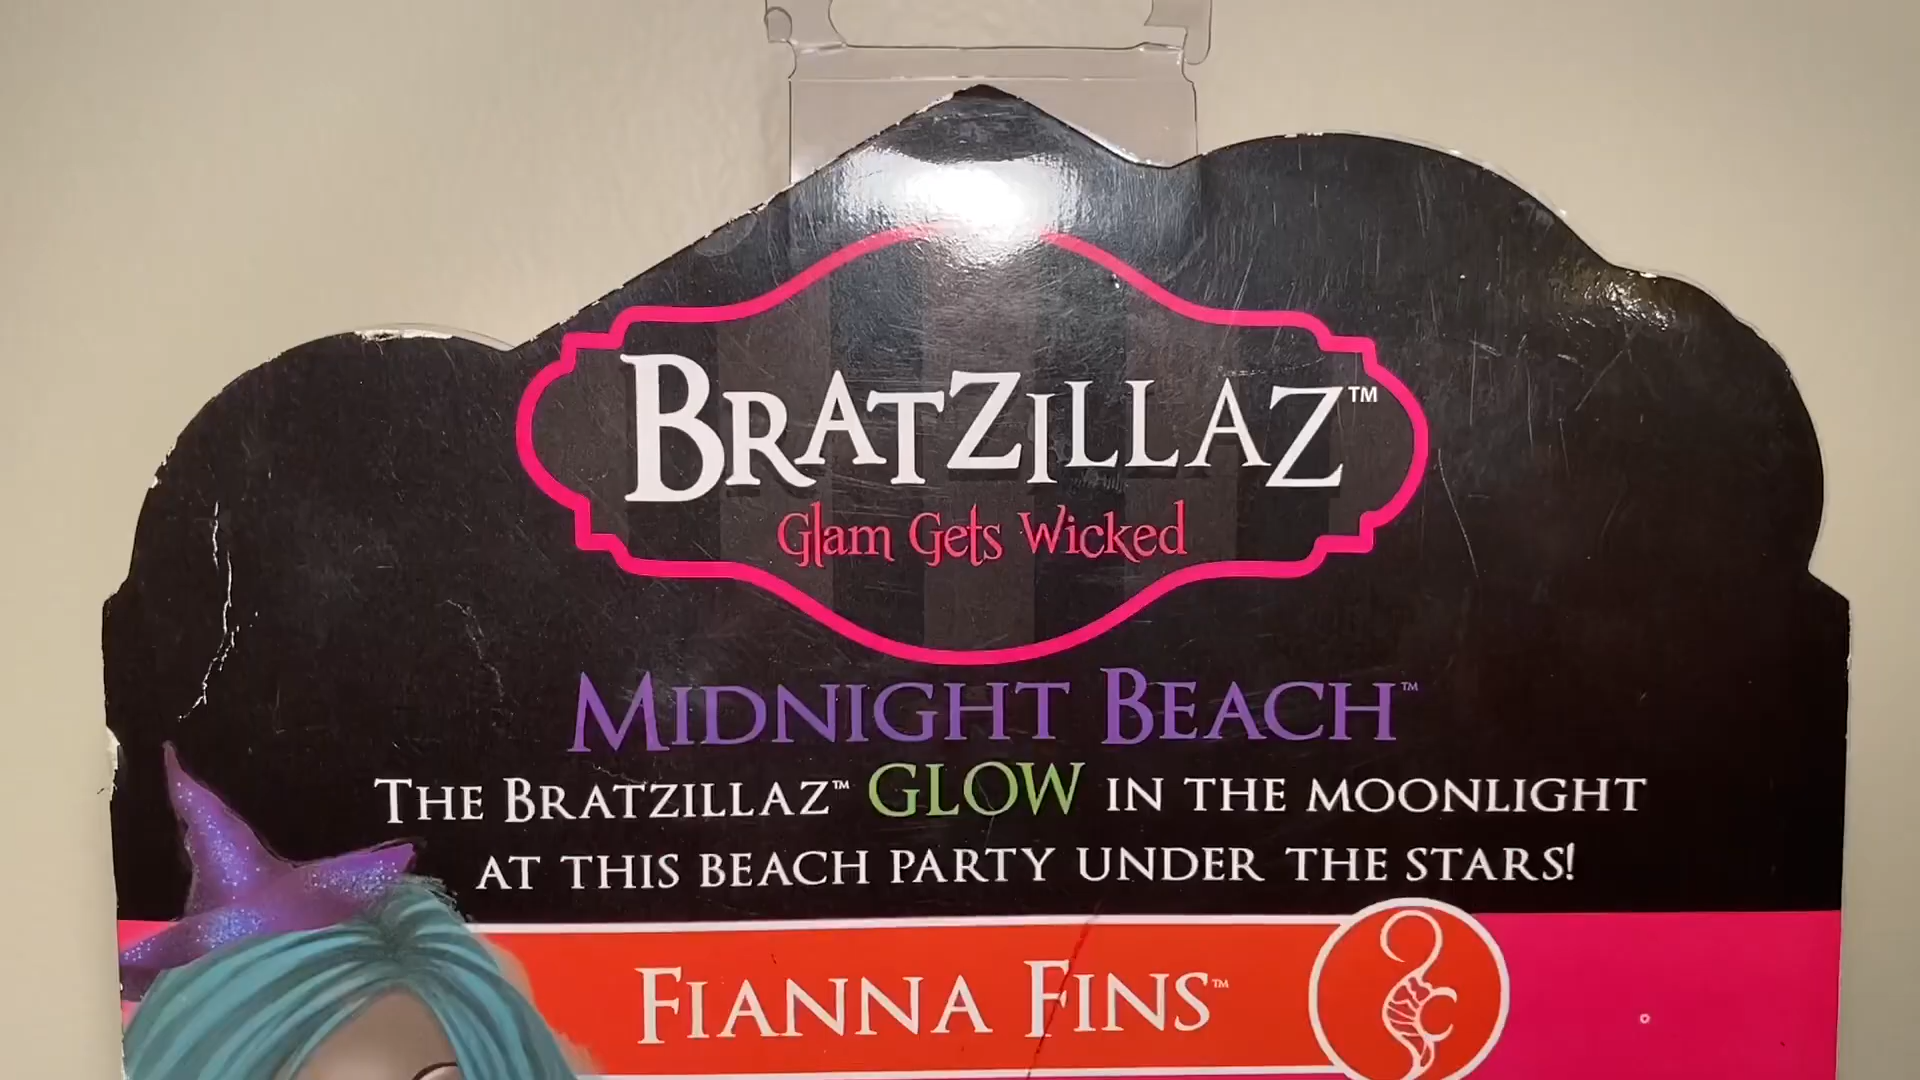 BRATZILLAZ™
Glam Gets Wicked
MIDNIGHT BEACH™
THE BRATZILLAZ™ GLOW IN THE MOONLIGHT
AT THIS BEACH PARTY UNDER THE STARS!
FIANNA FINS™